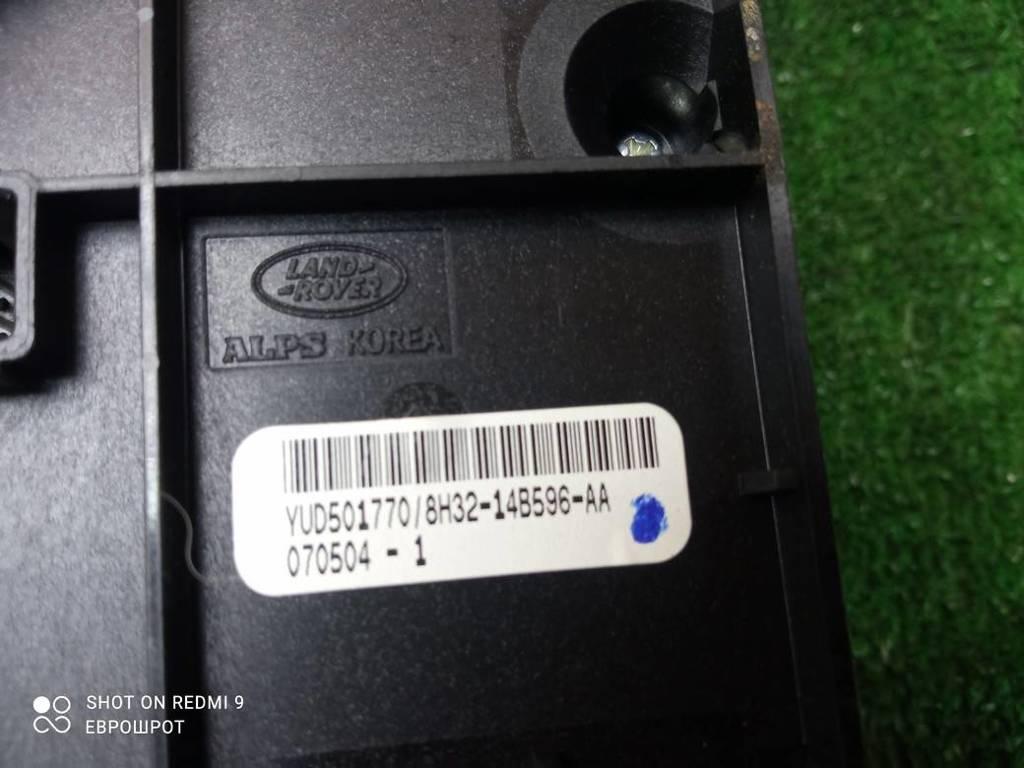 LAND-
-ROVER
ALPS KOREA
YUD501770/8H32-14B596-AA
070504 - 1
SHOT ON REDMI 9
ЕВРОШРОТ